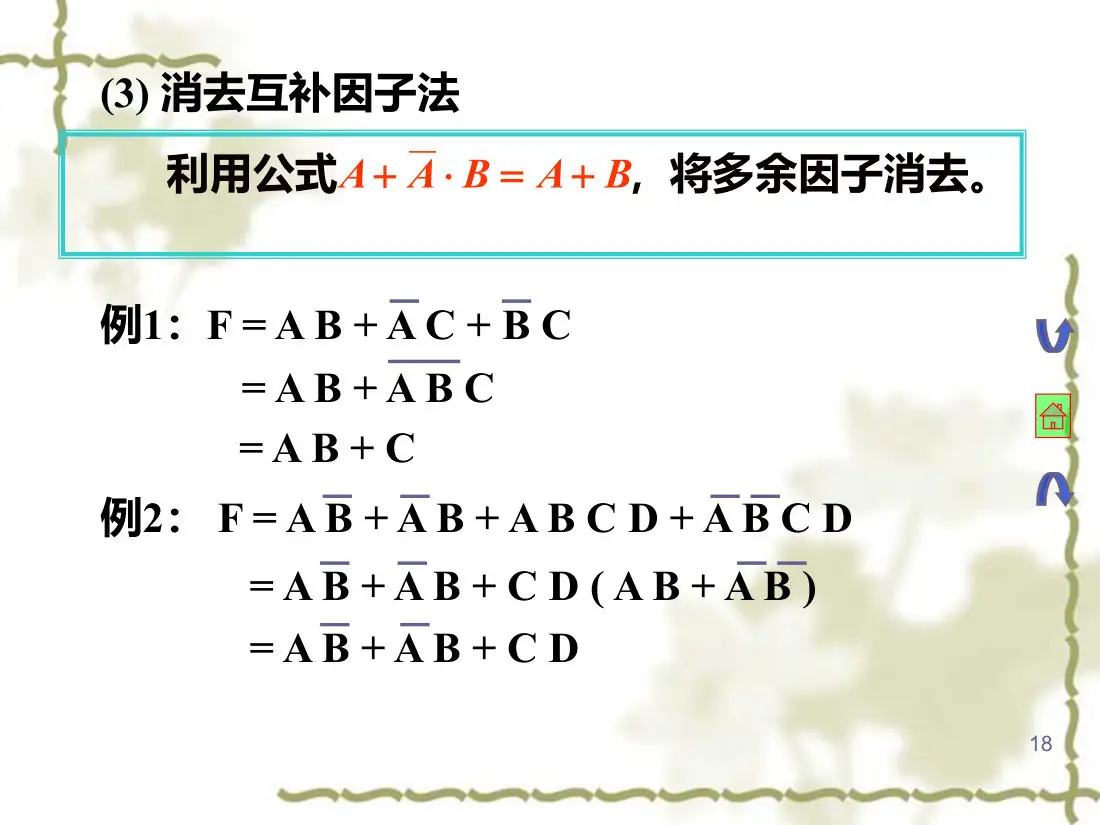 (3) 消去互补因子法
利用公式A + A̅ · B = A + B, 将多余因子消去。
例1：F = A B + A̅ C + B̅ C
= A B + A̅ ̅B̅ C
= A B + C
例2： F = A B̅ + A̅ B + A B C D + A̅ B̅ C D
= A B̅ + A̅ B + C D ( A B + A̅ B̅ )
= A B̅ + A̅ B + C D
18